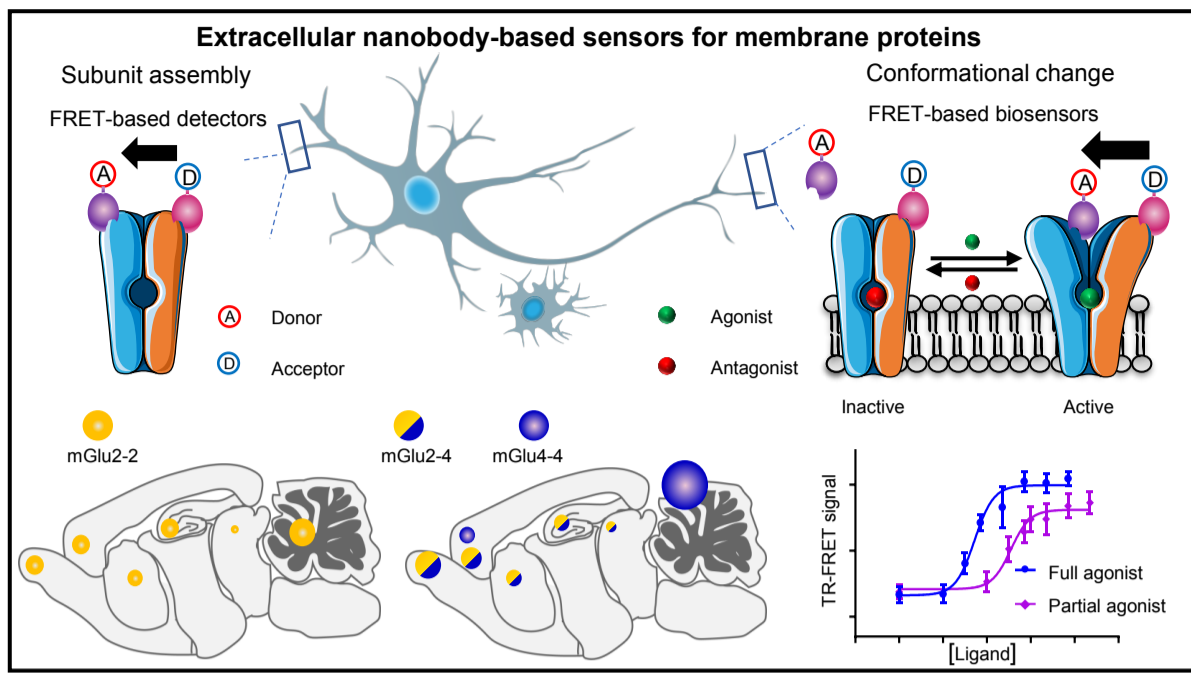 Extracellular nanobody-based sensors for membrane proteins
Subunit assembly
FRET-based detectors
A
D
A Donor
D Acceptor
Conformational change
FRET-based biosensors
A
D
A
D
Agonist
Antagonist
Inactive
Active
mGlu2-2
mGlu2-4
mGlu4-4
TR-FRET signal
Full agonist
Partial agonist
[Ligand]